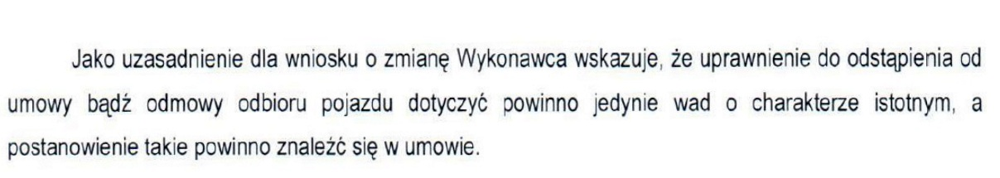 Jako uzasadnienie dla wniosku o zmianę Wykonawca wskazuje, że uprawnienie do odstąpienia od
umowy bądź odmowy odbioru pojazdu dotyczyć powinno jedynie wad o charakterze istotnym, a
postanowienie takie powinno znaleźć się w umowie.